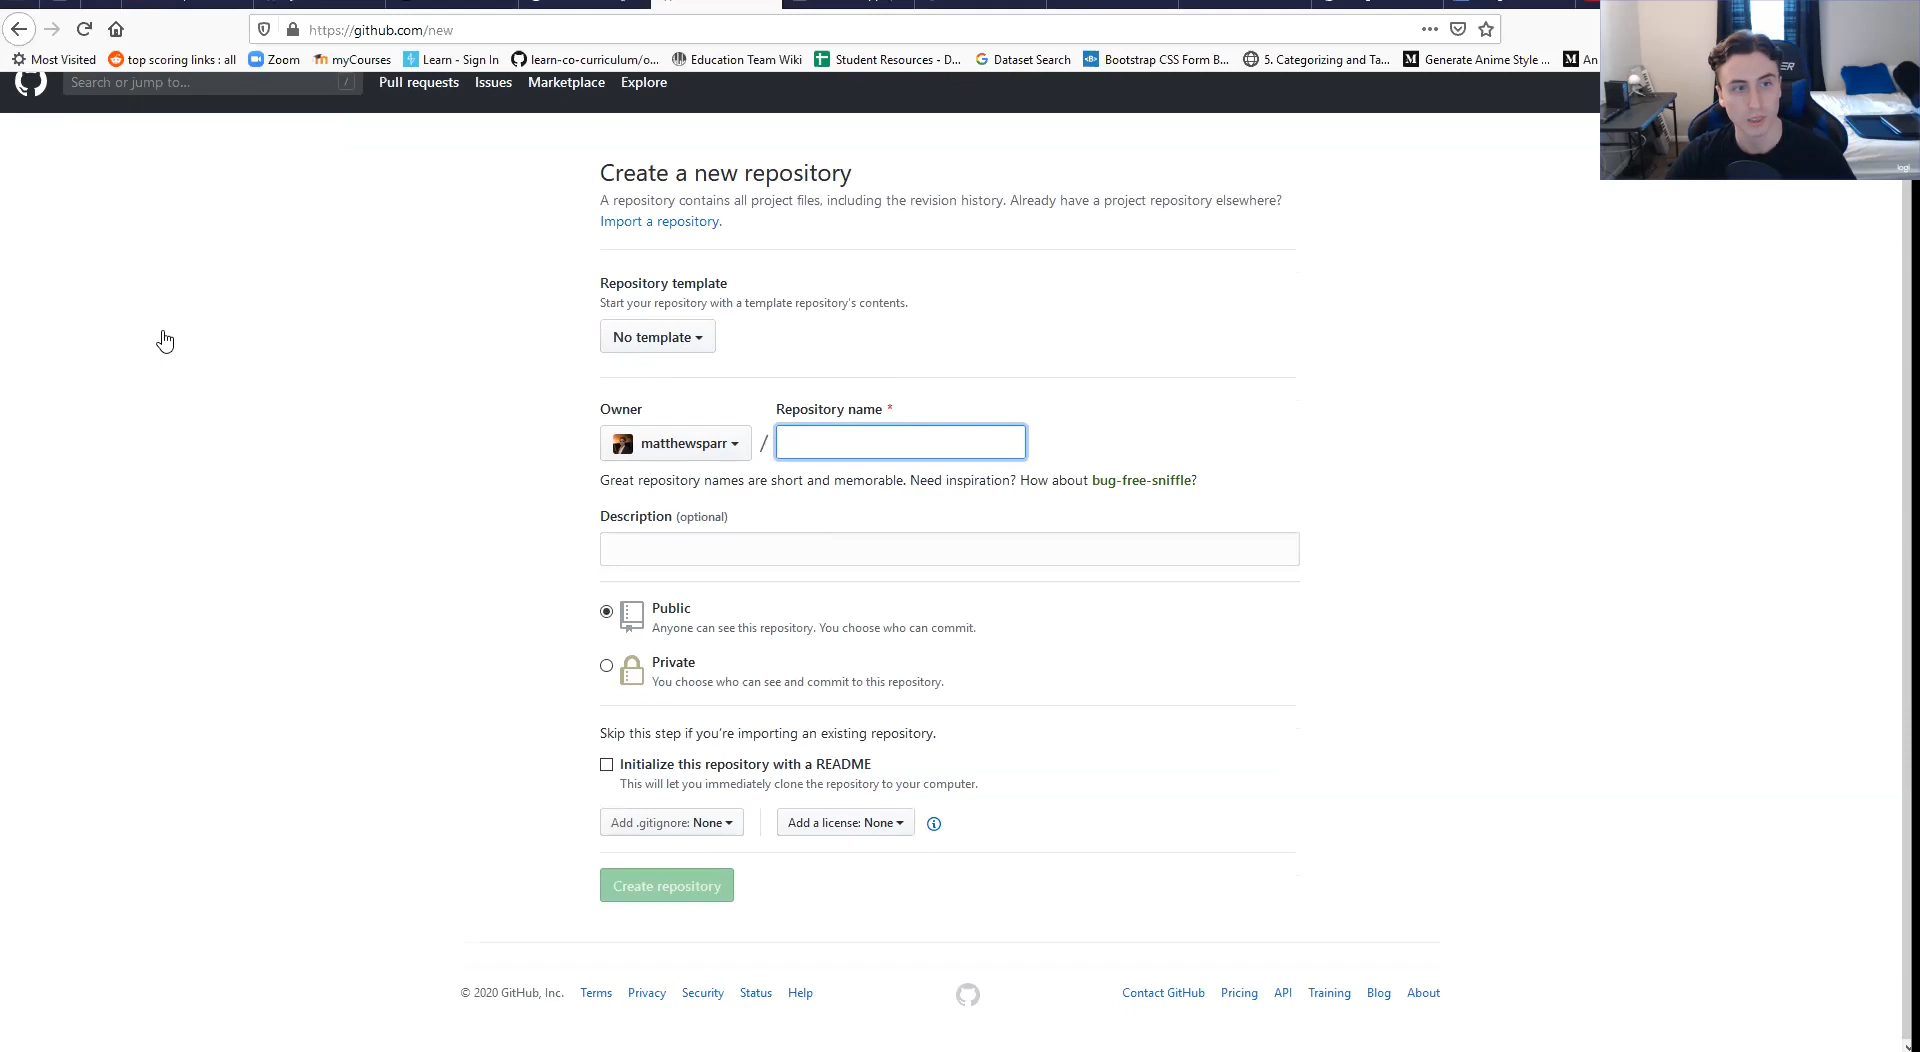 https://github.com/new
Most Visited top scoring links : all Zoom myCourses Learn - Sign In learn-co-curriculum/o... Education Team Wiki Student Resources - D... Dataset Search Bootstrap CSS Form B... 5. Categorizing and Ta... Generate Anime Style ... An
Search or jump to... / Pull requests Issues Marketplace Explore
Create a new repository
A repository contains all project files, including the revision history. Already have a project repository elsewhere?
Import a repository.
Repository template
Start your repository with a template repository's contents.
No template
Owner Repository name *
matthewsparr /
Great repository names are short and memorable. Need inspiration? How about bug-free-sniffle?
Description (optional)
Public
Anyone can see this repository. You choose who can commit.
Private
You choose who can see and commit to this repository.
Skip this step if you're importing an existing repository.
Initialize this repository with a README
This will let you immediately clone the repository to your computer.
Add .gitignore: None Add a license: None
Create repository
© 2020 GitHub, Inc. Terms Privacy Security Status Help Contact GitHub Pricing API Training Blog About
logi